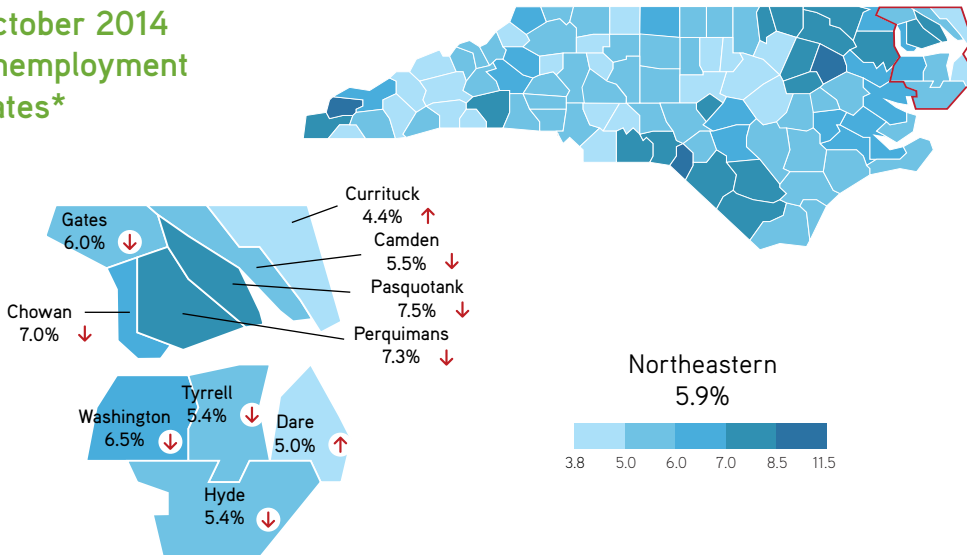 ctober 2014
nemployment
ates*
Currituck
4.4%
Gates
6.0%
Camden
5.5%
Pasquotank
7.5%
Chowan
7.0%
Perquimans
7.3%
Northeastern
5.9%
Tyrrell
5.4%
Washington
6.5%
Dare
5.0%
3.8 5.0 6.0 7.0 8.5 11.5
Hyde
5.4%